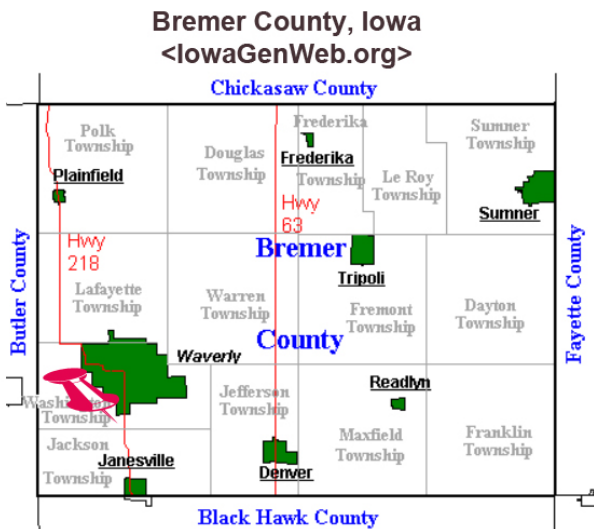 Bremer County, Iowa
<IowaGenWeb.org>
Chickasaw County
Polk
Township
Plainfield
Douglas
Township
Frederika
Frederika
Township
Le Roy
Township
Sumner
Township
Sumner
Hwy
63
Hwy
218
Bremer
Tripoli
Butler County
Fayette County
Lafayette
Township
Warren
Township
Fremont
Township
Dayton
Township
County
Waverly
Washington
Township
Jefferson
Township
Readlyn
Jackson
Township
Janesville
Denver
Maxfield
Township
Franklin
Township
Black Hawk County